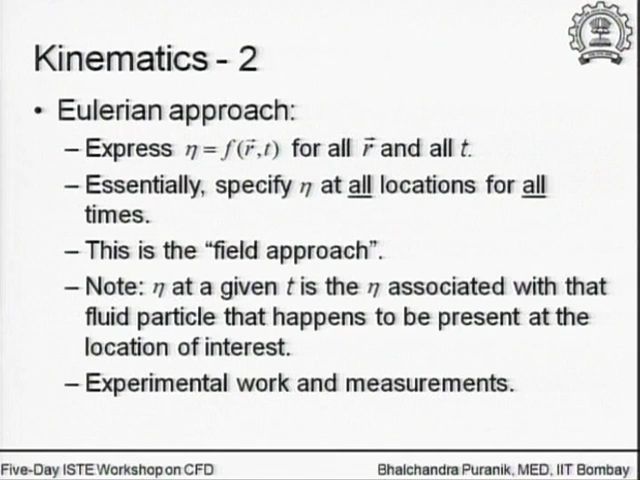 Kinematics - 2
• Eulerian approach:
– Express η = f(r⃗,t) for all r⃗ and all t.
– Essentially, specify η at all locations for all
times.
– This is the “field approach”.
– Note: η at a given t is the η associated with that
fluid particle that happens to be present at the
location of interest.
– Experimental work and measurements.
Five-Day ISTE Workshop on CFD
Bhalchandra Puranik, MED, IIT Bombay